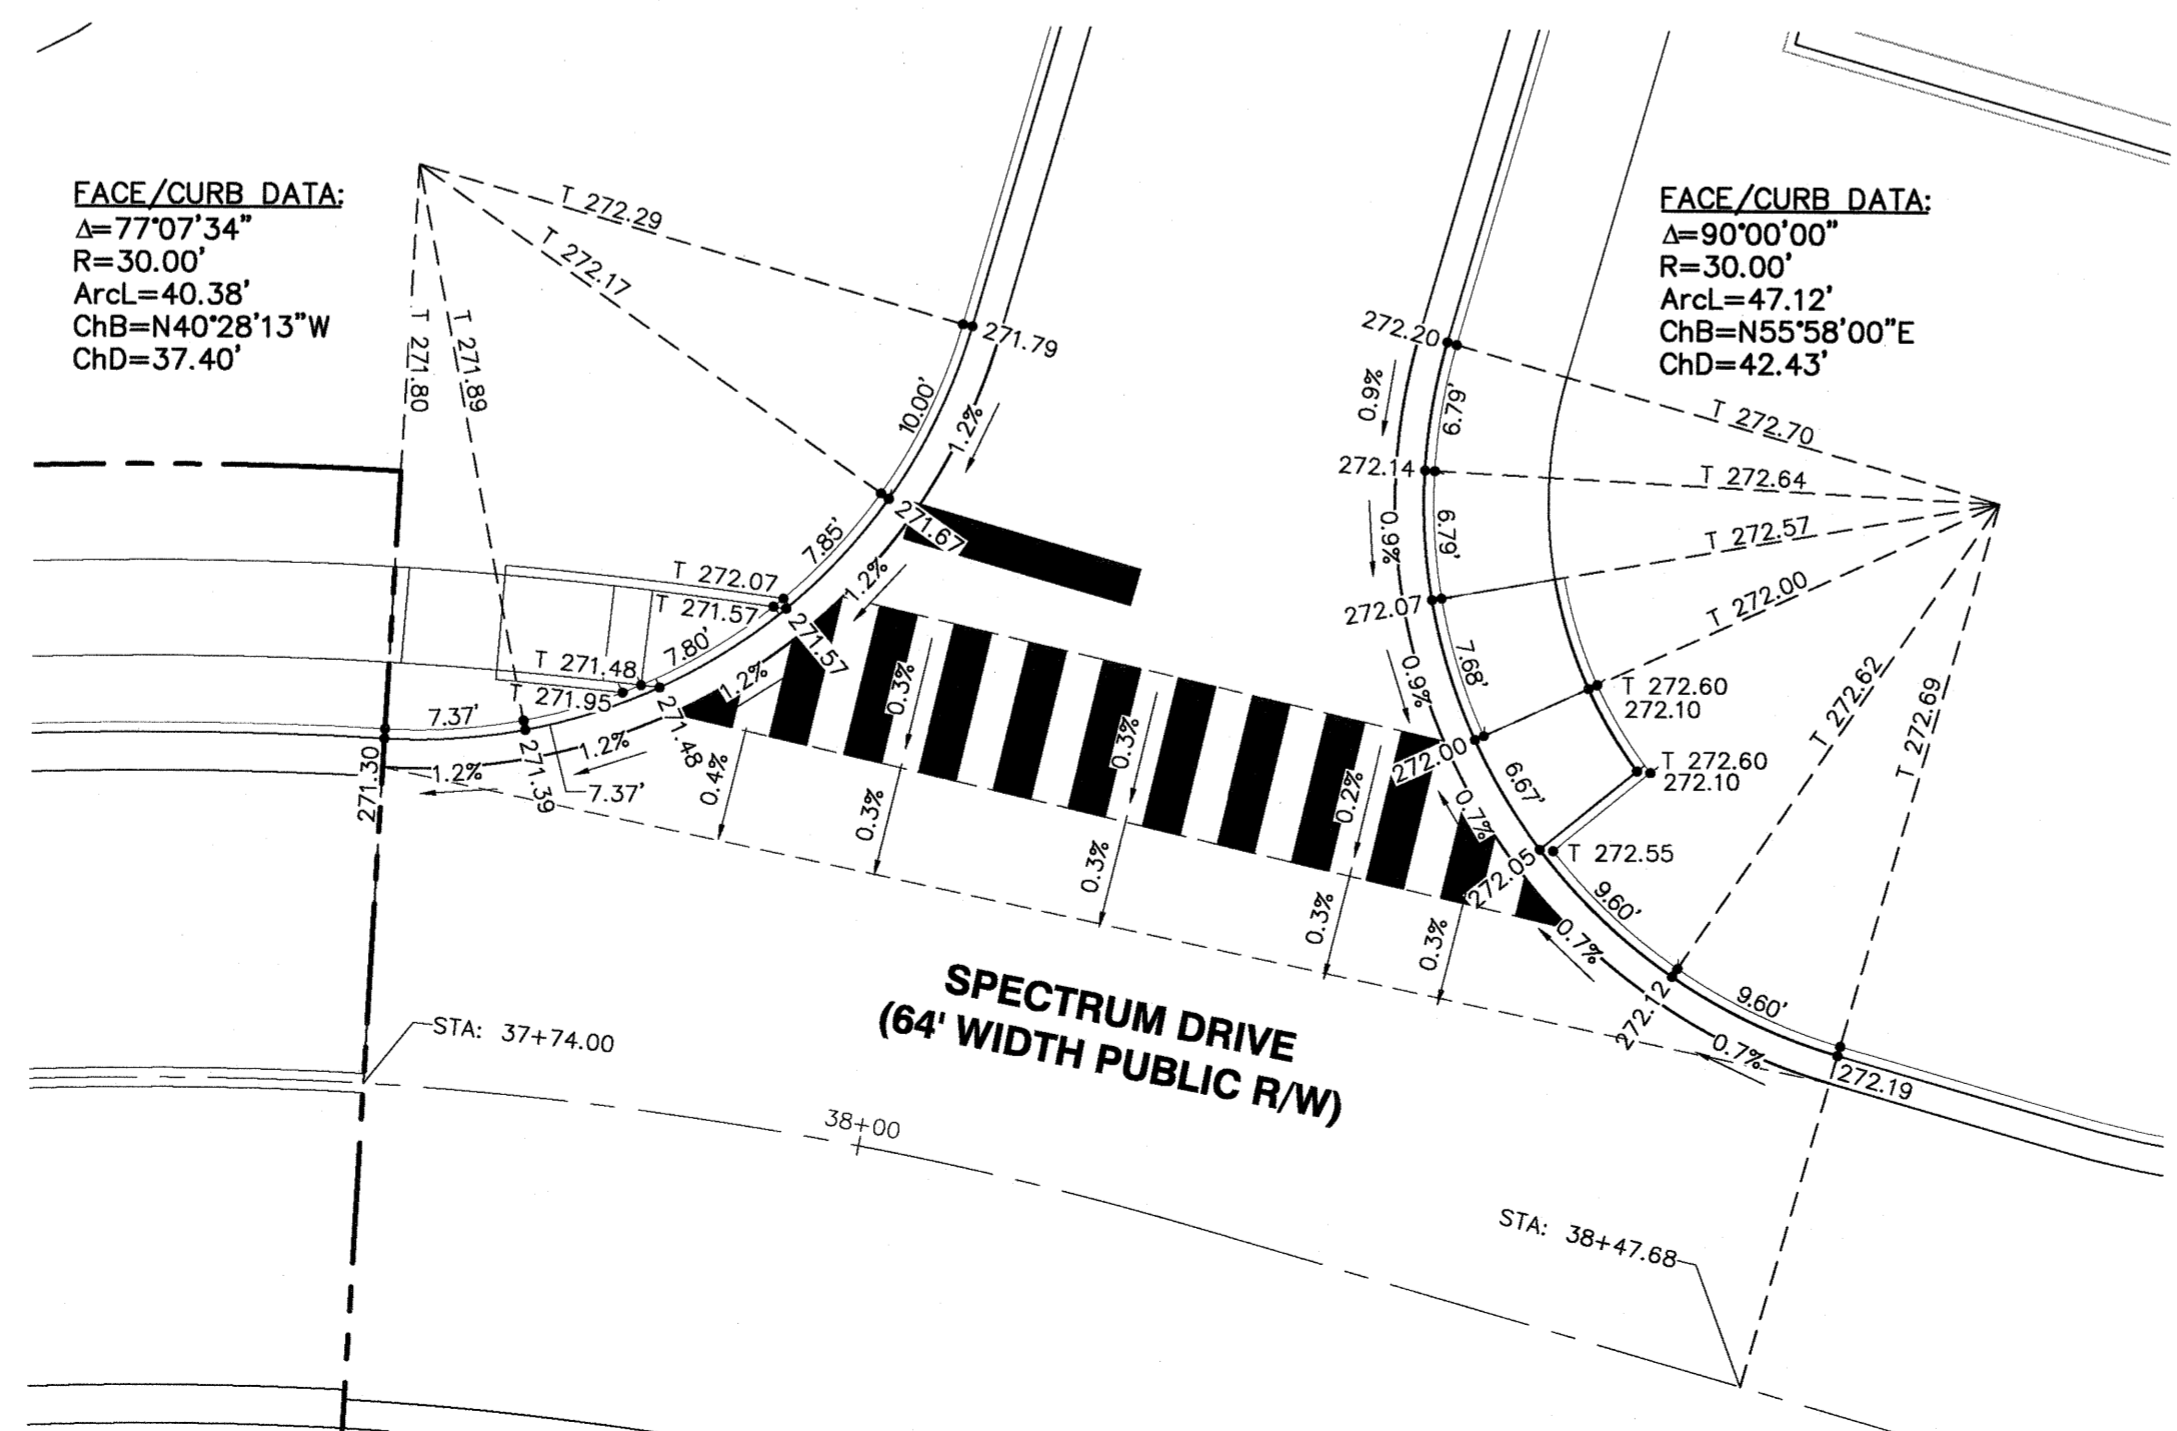 FACE/CURB DATA:
Δ=77°07'34"
R=30.00'
ArcL=40.38'
ChB=N40°28'13"W
ChD=37.40'
T 272.29
T 272.17
T 271.80
T 271.89
271.79
10.00'
1.2%
271.67
7.85'
1.2%
T 272.07
T 271.57
271.57
7.80'
T 271.48
T 271.95
1.2%
271.48
7.37'
1.2%
271.39
7.37'
1.2%
271.30
0.4%
0.3%
0.3%
0.3%
0.3%
0.2%
0.3%
0.3%
FACE/CURB DATA:
Δ=90°00'00"
R=30.00'
ArcL=47.12'
ChB=N55°58'00"E
ChD=42.43'
272.20
T 272.70
0.9%
6.79'
272.14
T 272.64
0.9%
6.79'
T 272.57
272.07
T 272.00
0.9%
7.68'
T 272.60
272.10
272.00
T 272.62
T 272.69
6.67'
0.7%
T 272.60
272.10
272.05
T 272.55
9.60'
0.7%
272.12
9.60'
0.7%
272.19
SPECTRUM DRIVE
(64' WIDTH PUBLIC R/W)
STA: 37+74.00
38+00
STA: 38+47.68